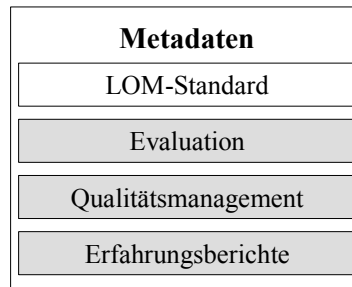 Metadaten
LOM-Standard
Evaluation
Qualitätsmanagement
Erfahrungsberichte